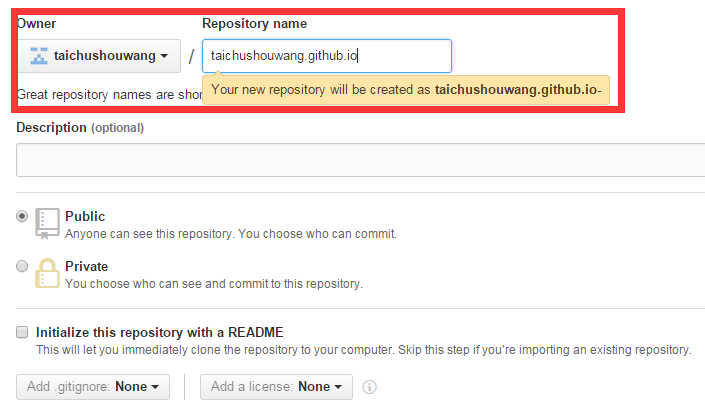 Owner Repository name
taichushouwang / taichushouwang.github.io
Great repository names are shor
Your new repository will be created as taichushouwang.github.io-
Description (optional)
Public
Anyone can see this repository. You choose who can commit.
Private
You choose who can see and commit to this repository.
Initialize this repository with a README
This will let you immediately clone the repository to your computer. Skip this step if you’re importing an existing repository.
Add .gitignore: None Add a license: None